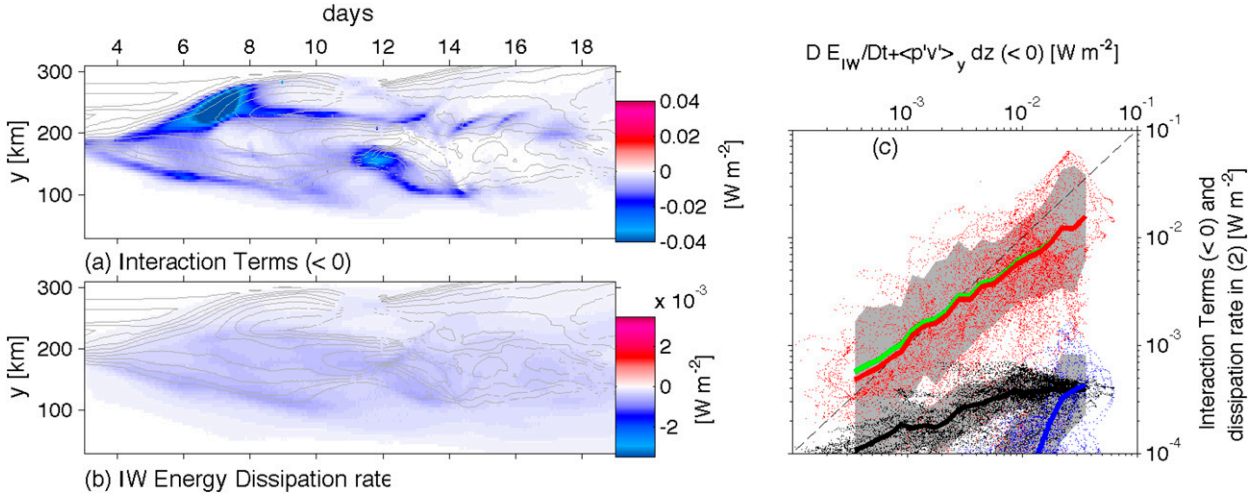 days
4 6 8 10 12 14 16 18
300
200
100
y [km]
0.04
0.02
0
-0.02
-0.04
[W m-2]
(a) Interaction Terms (< 0)
300
200
100
y [km]
x 10-3
2
0
-2
[W m-2]
(b) IW Energy Dissipation rate
D EIW/Dt+<p'v'>y dz (< 0) [W m-2]
10-3 10-2 10-1
(c)
10-1
10-2
10-3
10-4
Interaction Terms (< 0) and
dissipation rate in (2) [W m-2]